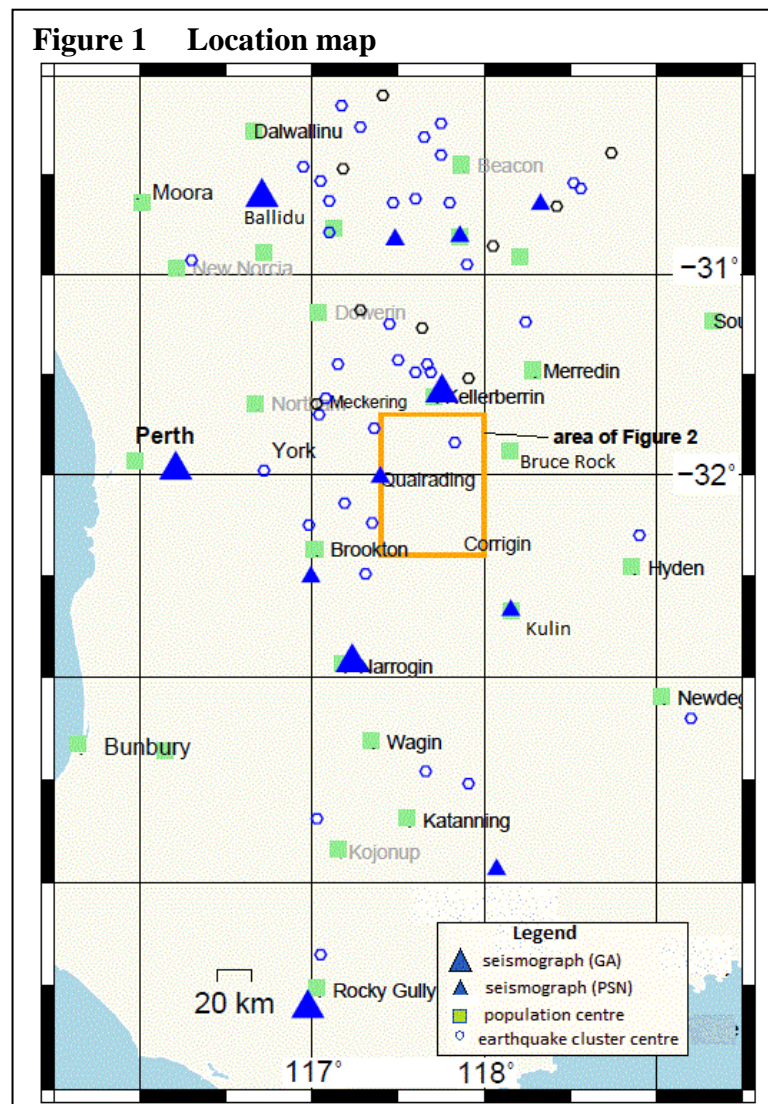 Figure 1 Location map
Dalwallinu
Beacon
Moora
Ballidu
New Norcia
−31°
Dowerin
Sou
Merredin
Kellerberrin
Northam
Meckering
Perth
York
area of Figure 2
Bruce Rock
−32°
Quairading
Corrigin
Brookton
Hyden
Kulin
Narrogin
Newdeg
Bunbury
Wagin
Katanning
Kojonup
Legend
seismograph (GA)
seismograph (PSN)
population centre
earthquake cluster centre
Rocky Gully
20 km
117°
118°